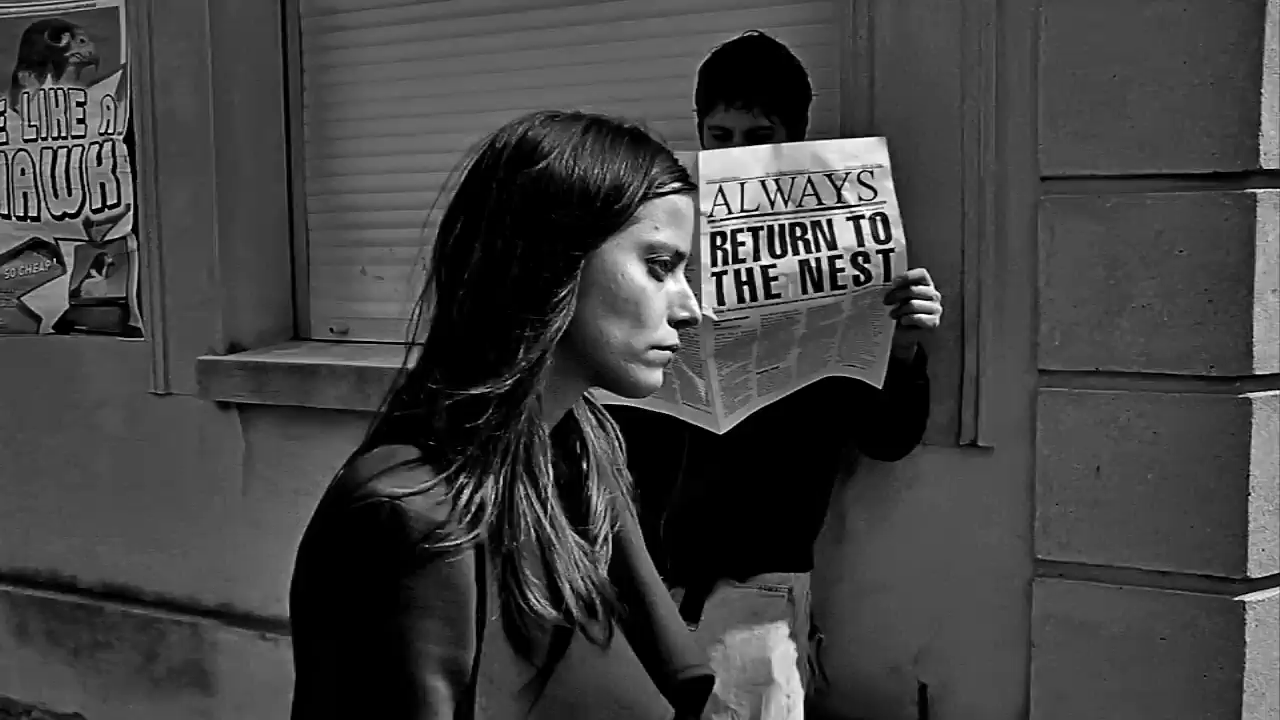 E LIKE A
HAWK
SO CHEAP
ALWAYS
RETURN TO
THE NEST